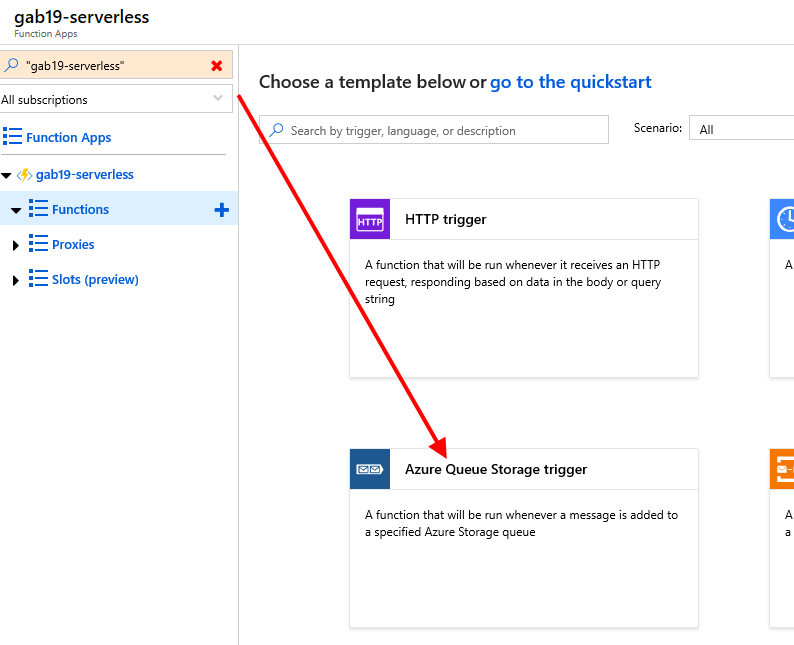 gab19-serverless
Function Apps
"gab19-serverless"
All subscriptions
Function Apps
gab19-serverless
Functions
Proxies
Slots (preview)
Choose a template below or go to the quickstart
Search by trigger, language, or description
Scenario:
All
HTTP
HTTP trigger
A function that will be run whenever it receives an HTTP
request, responding based on data in the body or query
string
A
Azure Queue Storage trigger
A function that will be run whenever a message is added to
a specified Azure Storage queue
A
a